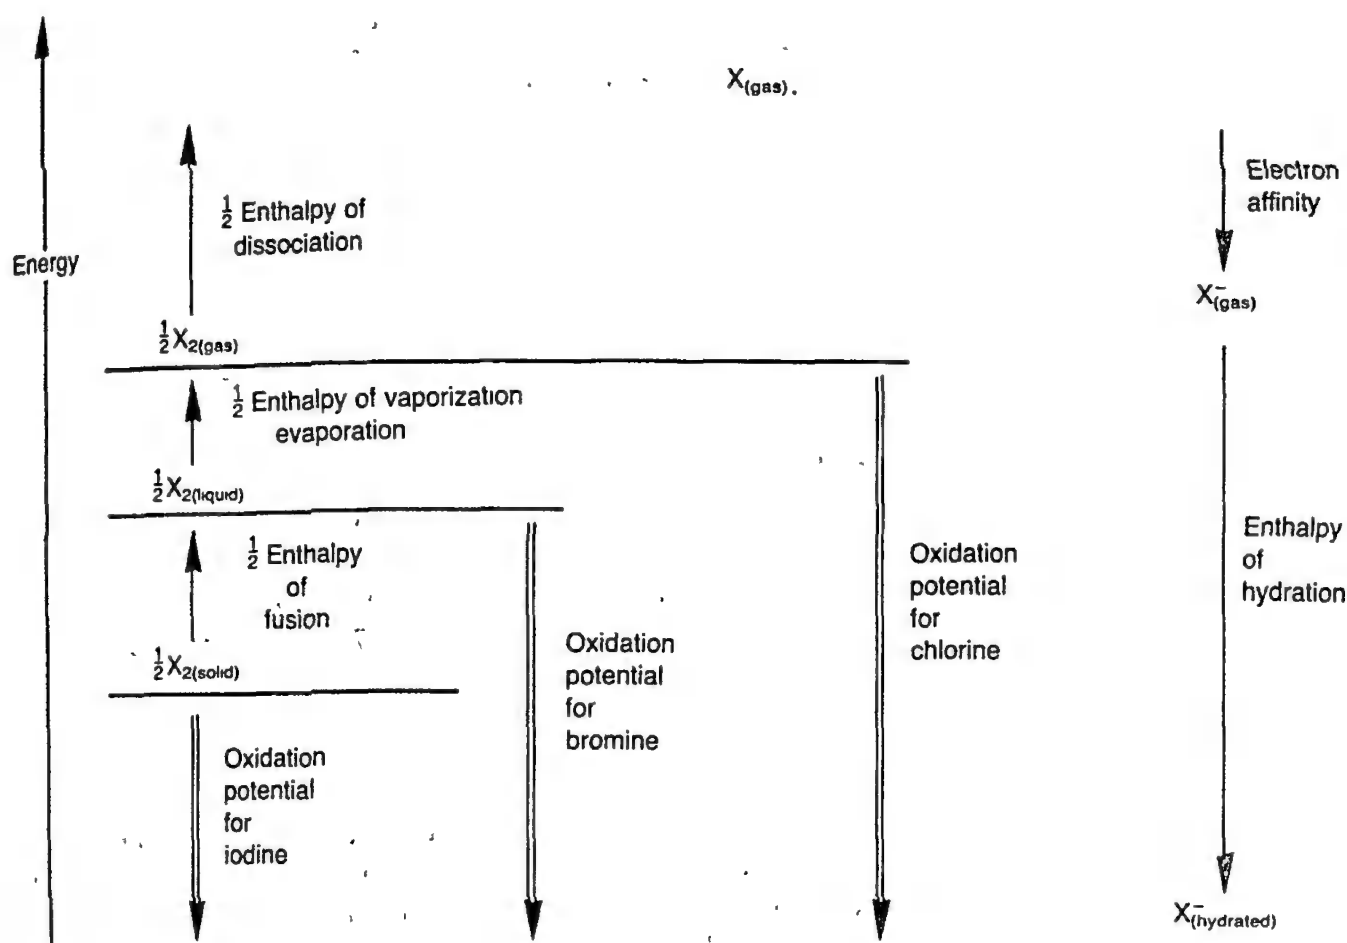 X(gas).
Electron
affinity
½ Enthalpy of
dissociation
Energy
X⁻(gas)
½X₂(gas)
½ Enthalpy of vaporization
evaporation
½X₂(liquid)
½ Enthalpy
of
fusion
Enthalpy
of
hydration
Oxidation
potential
for
chlorine
Oxidation
potential
for
bromine
½X₂(solid)
Oxidation
potential
for
iodine
X⁻(hydrated)